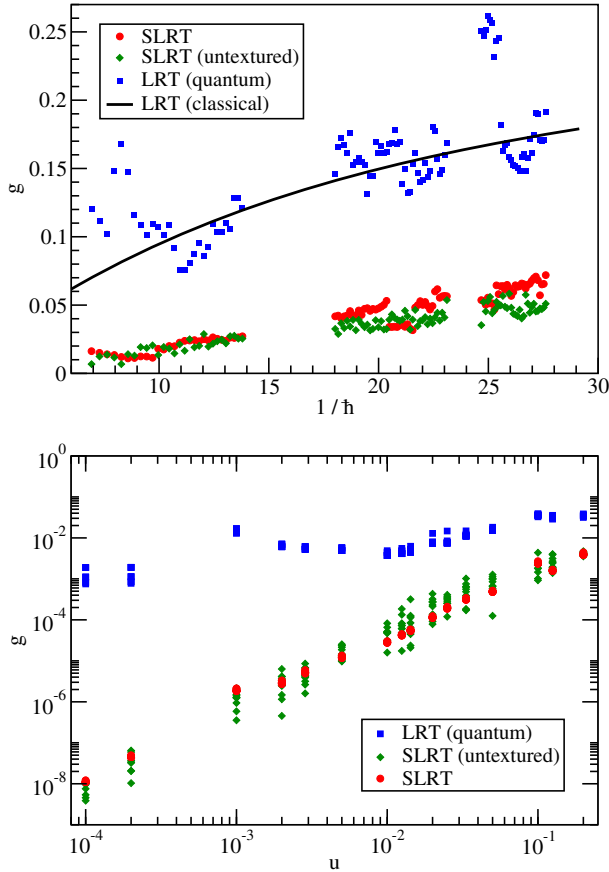 0.25
0.2
0.15
0.1
0.05
0
g
SLRT
SLRT (untextured)
LRT (quantum)
LRT (classical)
10 15 20 25 30
1 / ħ
10^0
10^-2
10^-4
10^-6
10^-8
g
LRT (quantum)
SLRT (untextured)
SLRT
10^-4 10^-3 10^-2 10^-1
u